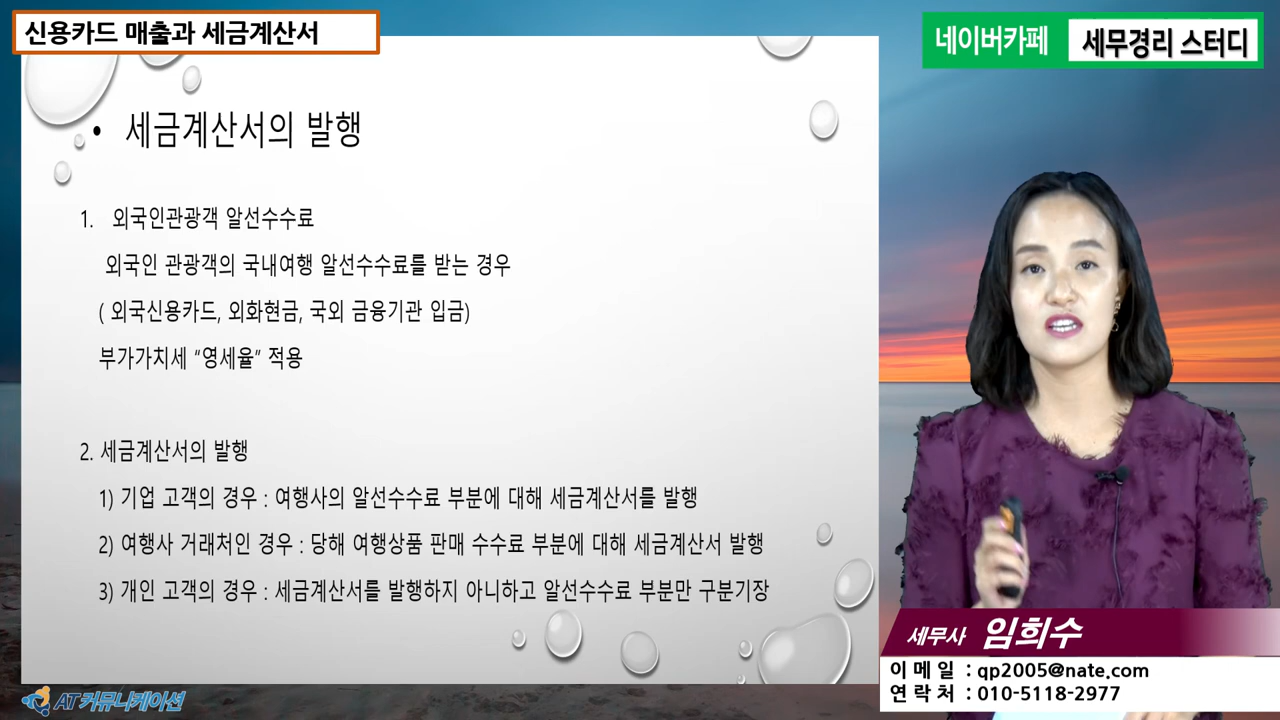 신용카드 매출과 세금계산서
네이버카페 세무경리 스터디
• 세금계산서의 발행
1. 외국인관광객 알선수수료
외국인 관광객의 국내여행 알선수수료를 받는 경우
( 외국신용카드, 외화현금, 국외 금융기관 입금)
부가가치세 “영세율” 적용
2. 세금계산서의 발행
1) 기업 고객의 경우 : 여행사의 알선수수료 부분에 대해 세금계산서를 발행
2) 여행사 거래처인 경우 : 당해 여행상품 판매 수수료 부분에 대해 세금계산서 발행
3) 개인 고객의 경우 : 세금계산서를 발행하지 아니하고 알선수수료 부분만 구분기장
세무사 임희수
이 메 일 : qp2005@nate.com
연 락 처 : 010-5118-2977
AT커뮤니케이션